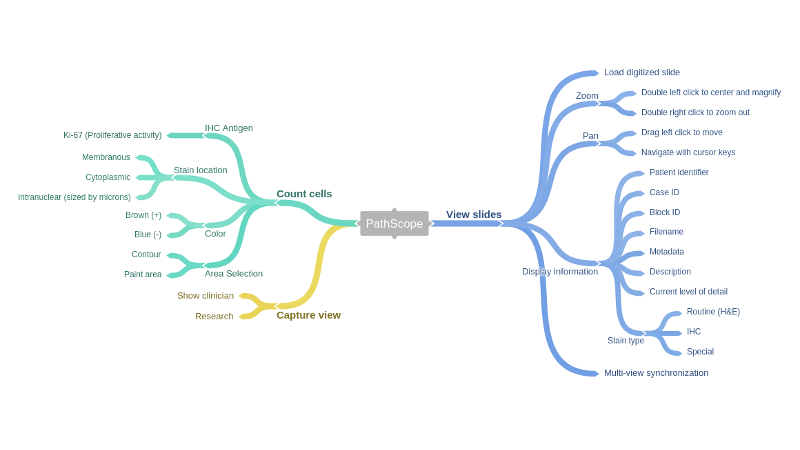 PathScope
View slides
Load digitized slide
Zoom
Double left click to center and magnify
Double right click to zoom out
Pan
Drag left click to move
Navigate with cursor keys
Display information
Patient identifier
Case ID
Block ID
Filename
Metadata
Description
Current level of detail
Stain type
Routine (H&E)
IHC
Special
Multi-view synchronization
Count cells
IHC Antigen
Ki-67 (Proliferative activity)
Stain location
Membranous
Cytoplasmic
Intranuclear (sized by microns)
Color
Brown (+)
Blue (-)
Area Selection
Contour
Paint area
Capture view
Show clinician
Research